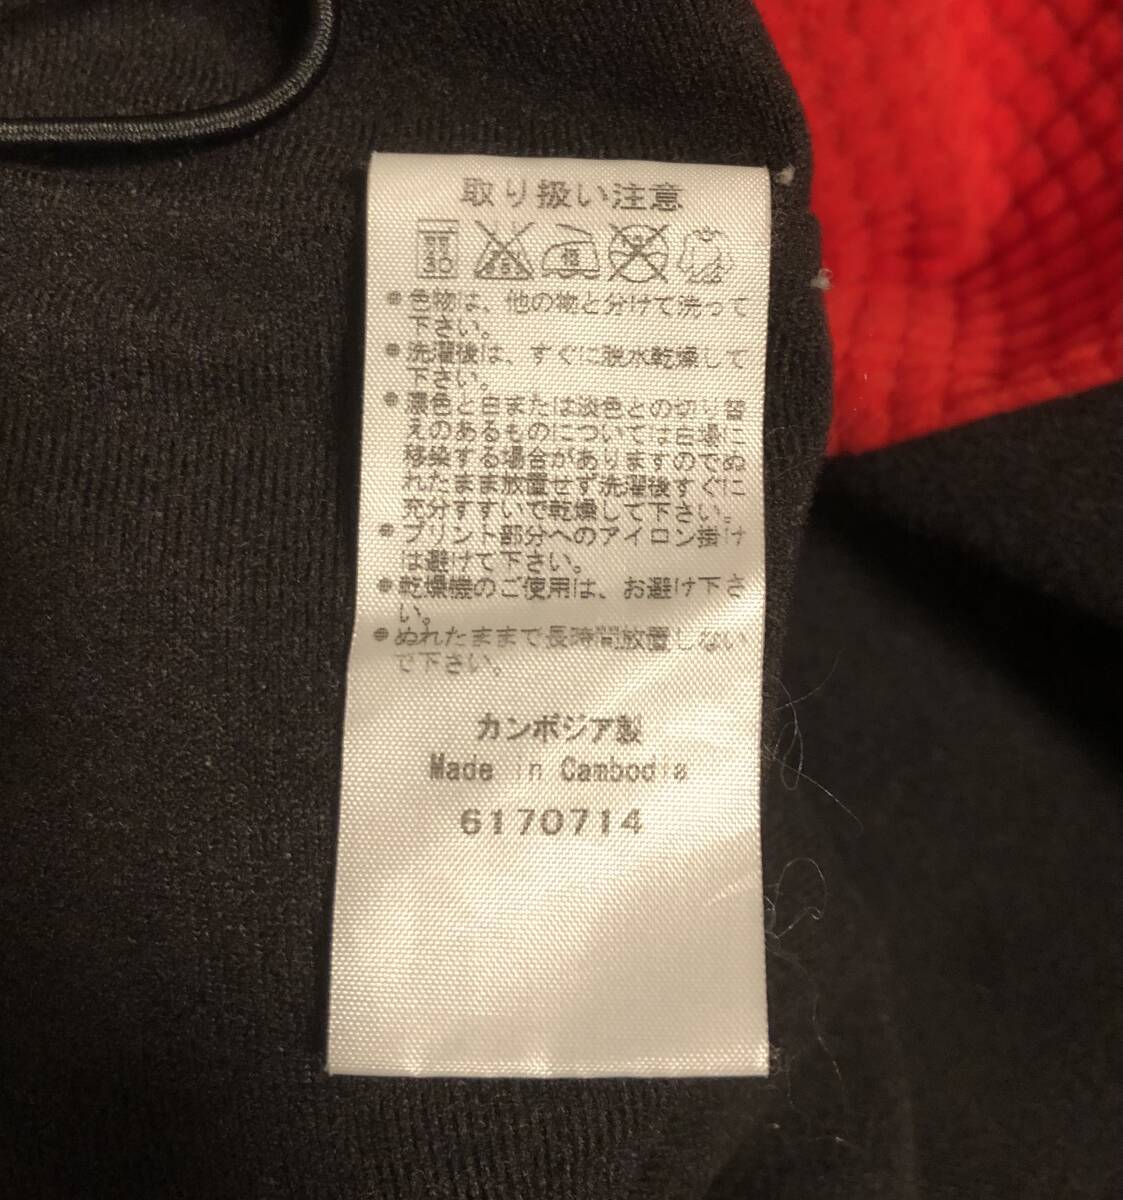 取り扱い注意
30
● 色物は、他の物と分けて洗って
下さい。
● 洗濯後は、すぐに脱水乾燥して
下さい。
● 濃色と白または淡色との切り替
えのあるものについては白場に
移染する場合がありますのでぬ
れたまま放置せず洗濯後すぐに
充分すすいで乾燥して下さい。
● プリント部分へのアイロン掛け
は避けて下さい。
● 乾燥機のご使用は、お避け下さ
い。
● ぬれたままで長時間放置しない
で下さい。
カンボジア製
Made in Cambodia
6170714